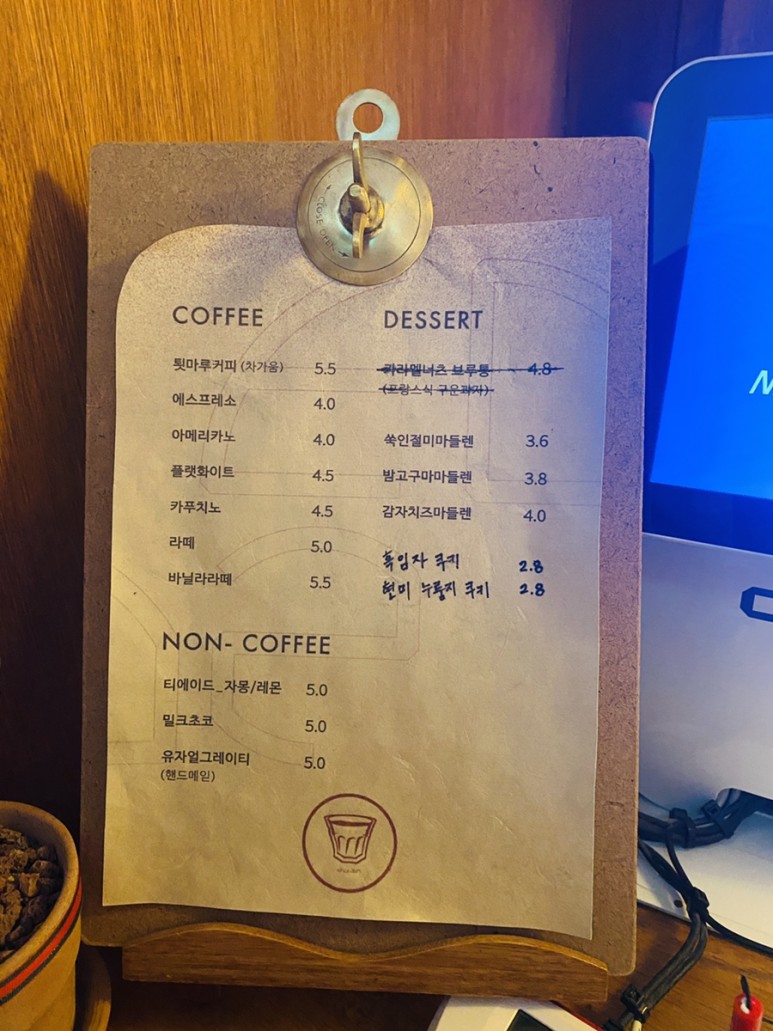 COFFEE
툇마루커피 (차가움) 5.5
에스프레소 4.0
아메리카노 4.0
플랫화이트 4.5
카푸치노 4.5
라떼 5.0
바닐라라떼 5.5
NON- COFFEE
티에이드_자몽/레몬 5.0
밀크초코 5.0
유자얼그레이티 5.0
(핸드메읻)
DESSERT
카라멜너츠 브루통 4.8
(프랑스식 구운과자)
쑥인절미마들렌 3.6
밤고구마마들렌 3.8
감자치즈마들렌 4.0
흑임자 쿠키 2.8
현미 누룽지 쿠키 2.8
CLOSE